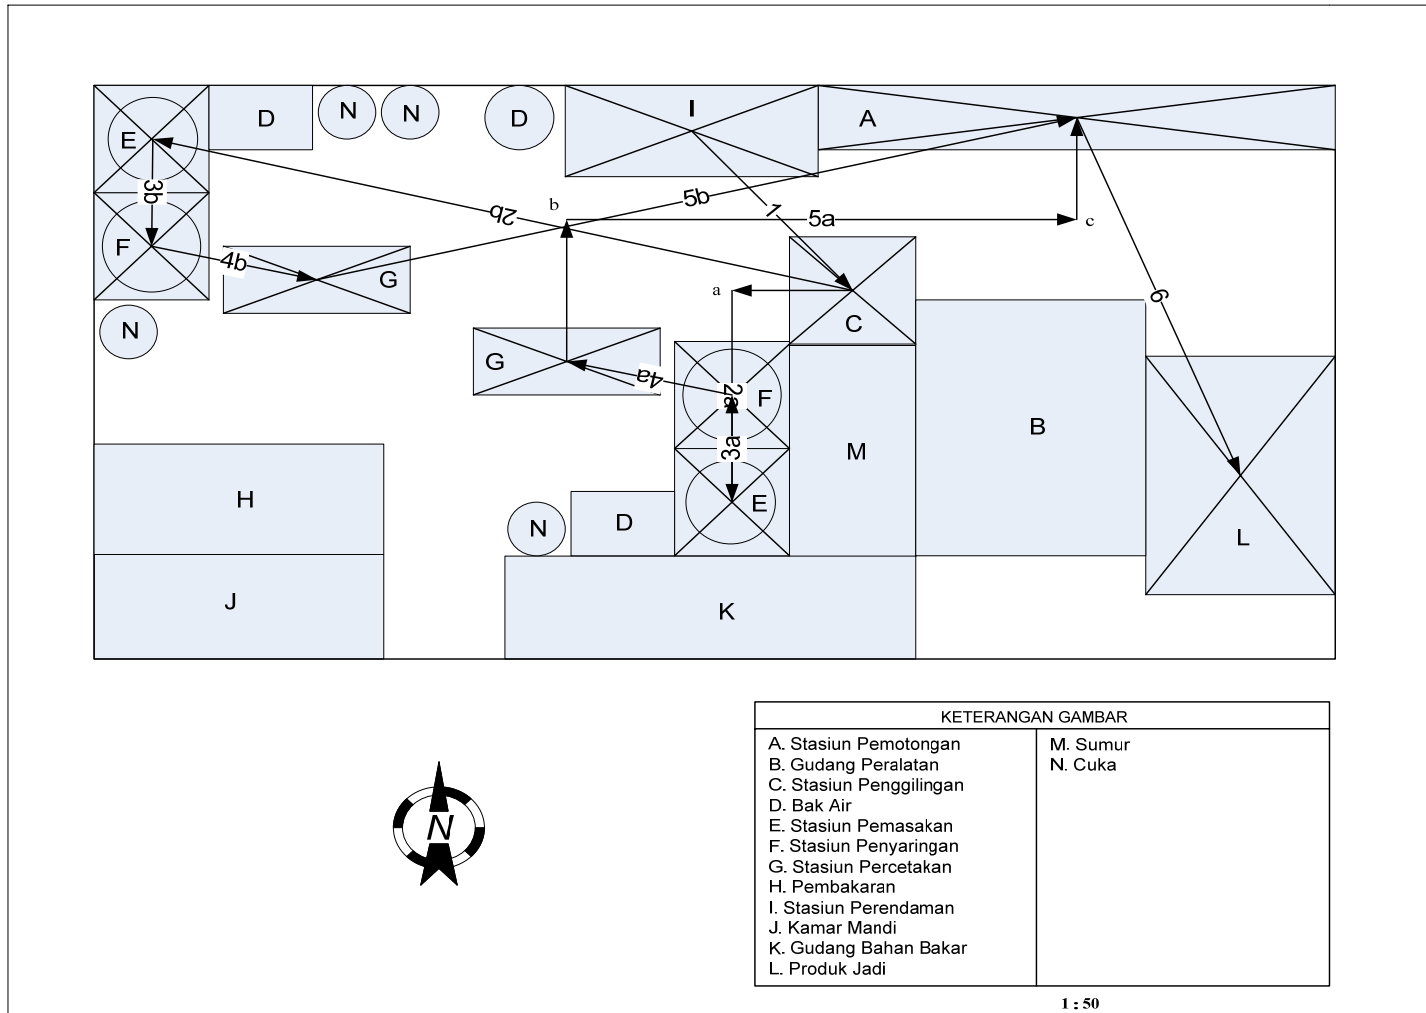 D
N
N
D
I
A
E
3b
2b
5b
b
1
5a
c
F
4b
G
a
6
N
C
G
4a
2a
F
B
3a
M
H
E
N
D
L
J
K
KETERANGAN GAMBAR
A. Stasiun Pemotongan
B. Gudang Peralatan
C. Stasiun Penggilingan
D. Bak Air
E. Stasiun Pemasakan
F. Stasiun Penyaringan
G. Stasiun Percetakan
H. Pembakaran
I. Stasiun Perendaman
J. Kamar Mandi
K. Gudang Bahan Bakar
L. Produk Jadi
M. Sumur
N. Cuka
N
1 : 50